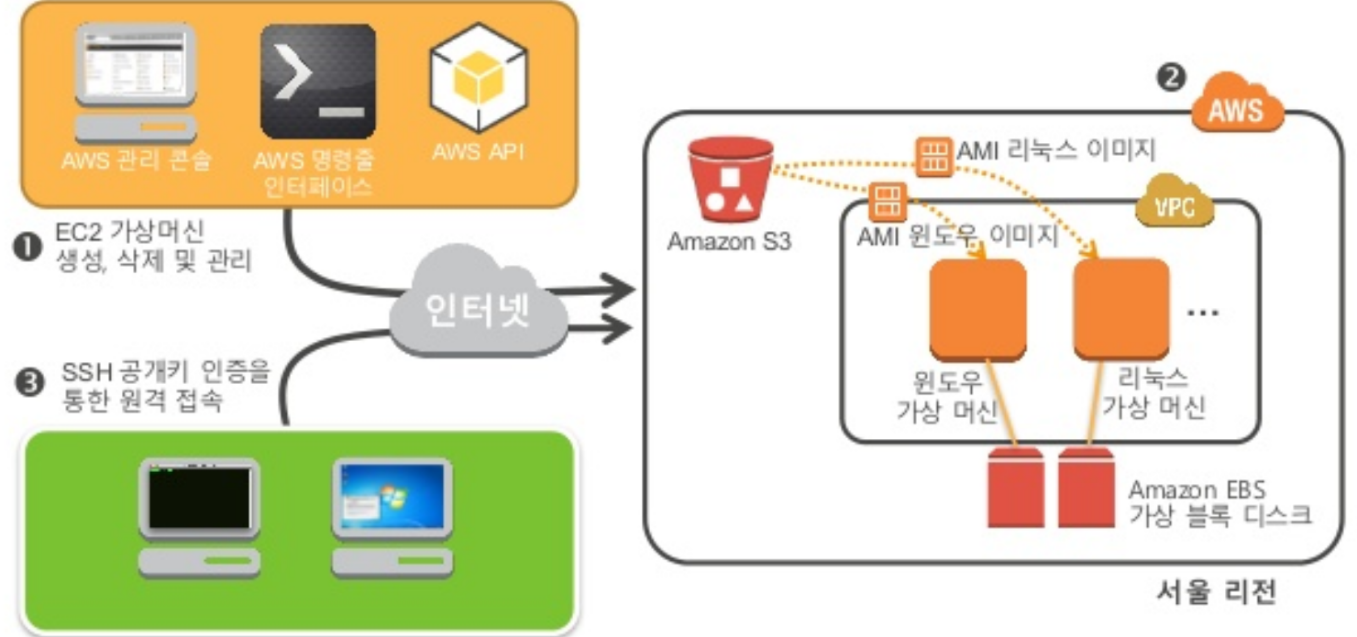 AWS 관리 콘솔
AWS 명령줄
인터페이스
AWS API
❶ EC2 가상머신
생성, 삭제 및 관리
인터넷
❸ SSH 공개키 인증을
통한 원격 접속
❷
AWS
AMI 리눅스 이미지
VPC
Amazon S3
AMI 윈도우 이미지
...
윈도우
가상 머신
리눅스
가상 머신
Amazon EBS
가상 블록 디스크
서울 리전